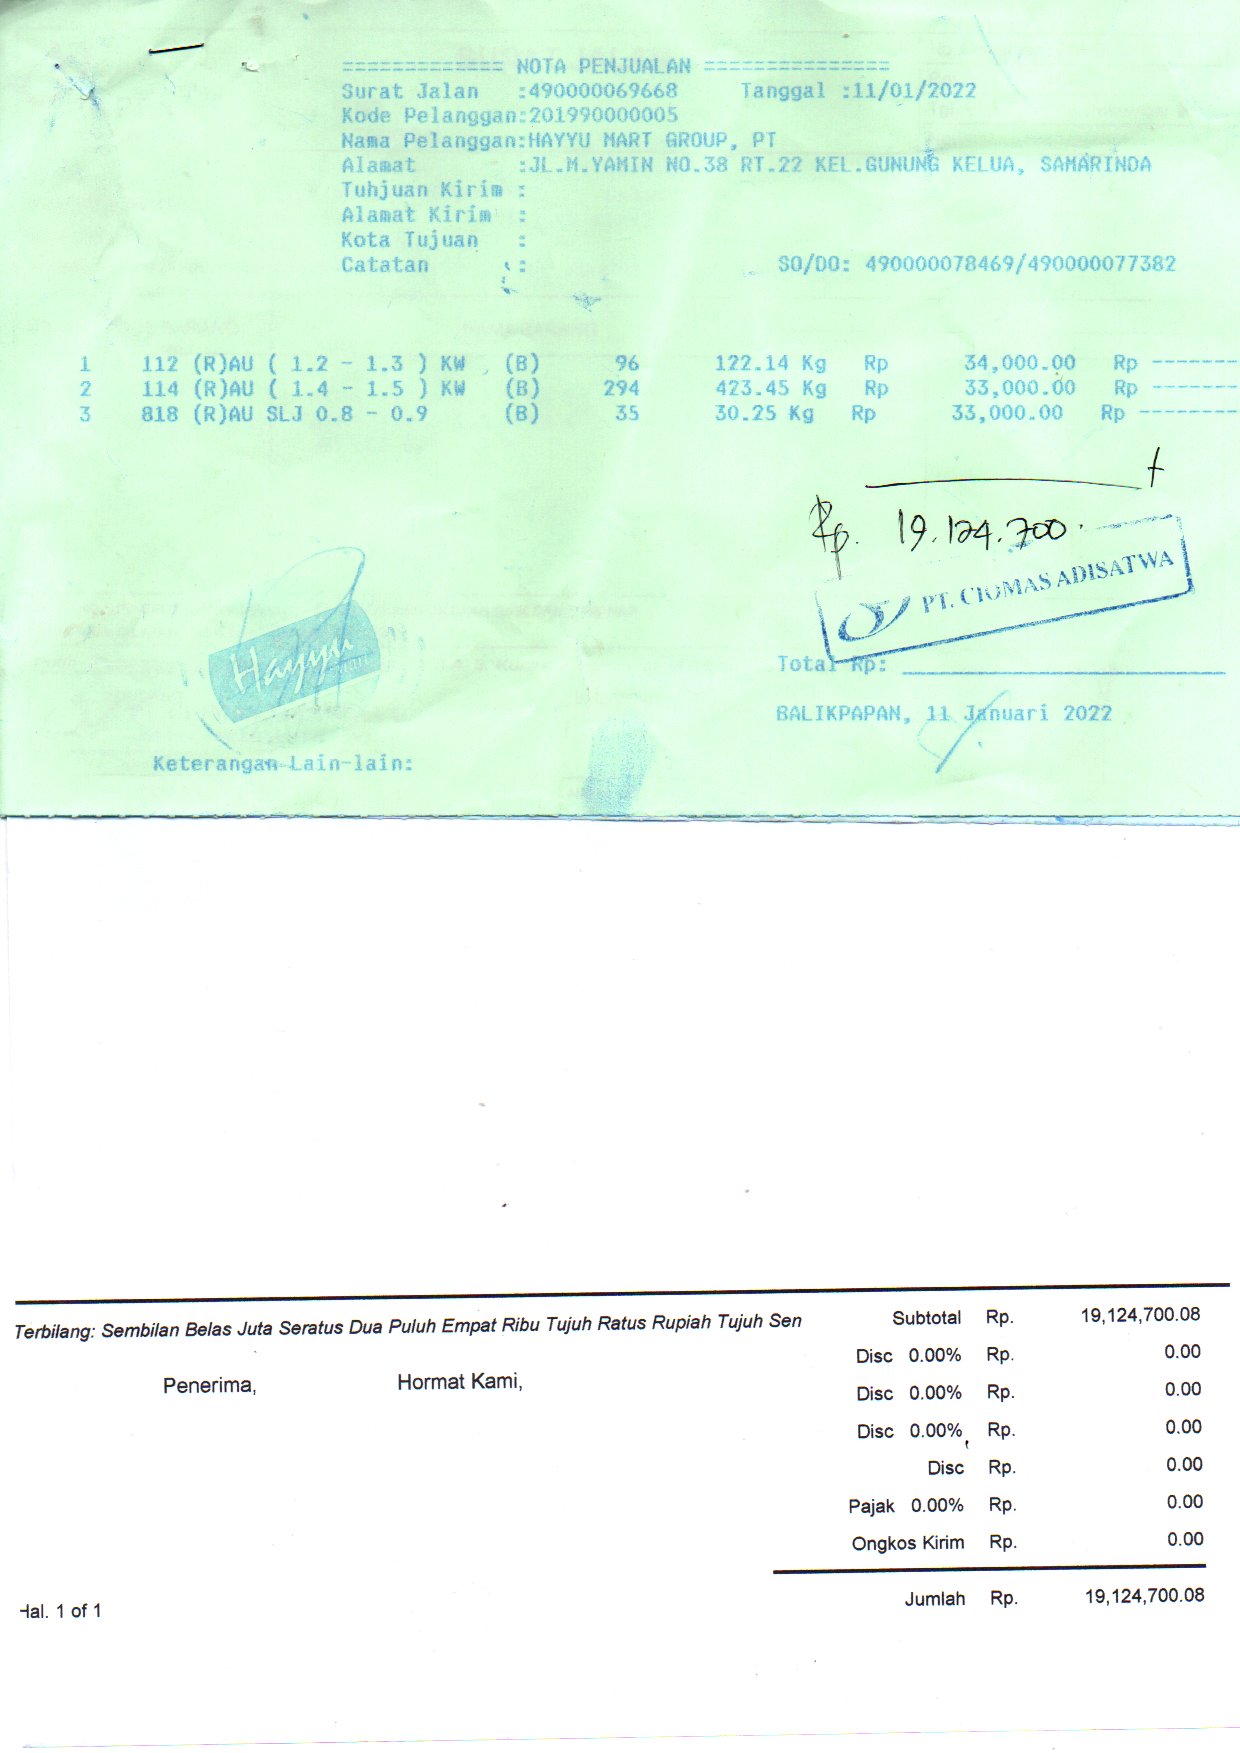 ============= NOTA PENJUALAN ===============
Surat Jalan :490000069668 Tanggal :11/01/2022
Kode Pelanggan:201990000005
Nama Pelanggan:HAYYU MART GROUP, PT
Alamat :JL.M.YAMIN NO.38 RT.22 KEL.GUNUNG KELUA, SAMARINDA
Tuhjuan Kirim :
Alamat Kirim :
Kota Tujuan :
Catatan : SO/DO: 490000078469/490000077382
1 112 (R)AU ( 1.2 - 1.3 ) KW (B) 96 122.14 Kg Rp 34,000.00 Rp -------
2 114 (R)AU ( 1.4 - 1.5 ) KW (B) 294 423.45 Kg Rp 33,000.00 Rp -------
3 818 (R)AU SLJ 0.8 - 0.9 (B) 35 30.25 Kg Rp 33,000.00 Rp --------
Rp. 19.124.700.
PT. CIOMAS ADISATWA
Hayyu
mart
Total Rp:
BALIKPAPAN, 11 Januari 2022
Keterangan Lain-lain:
Terbilang: Sembilan Belas Juta Seratus Dua Puluh Empat Ribu Tujuh Ratus Rupiah Tujuh Sen
Subtotal Rp. 19,124,700.08
Disc 0.00% Rp. 0.00
Penerima, Hormat Kami,
Disc 0.00% Rp. 0.00
Disc 0.00% Rp. 0.00
Disc Rp. 0.00
Pajak 0.00% Rp. 0.00
Ongkos Kirim Rp. 0.00
Jumlah Rp. 19,124,700.08
Hal. 1 of 1